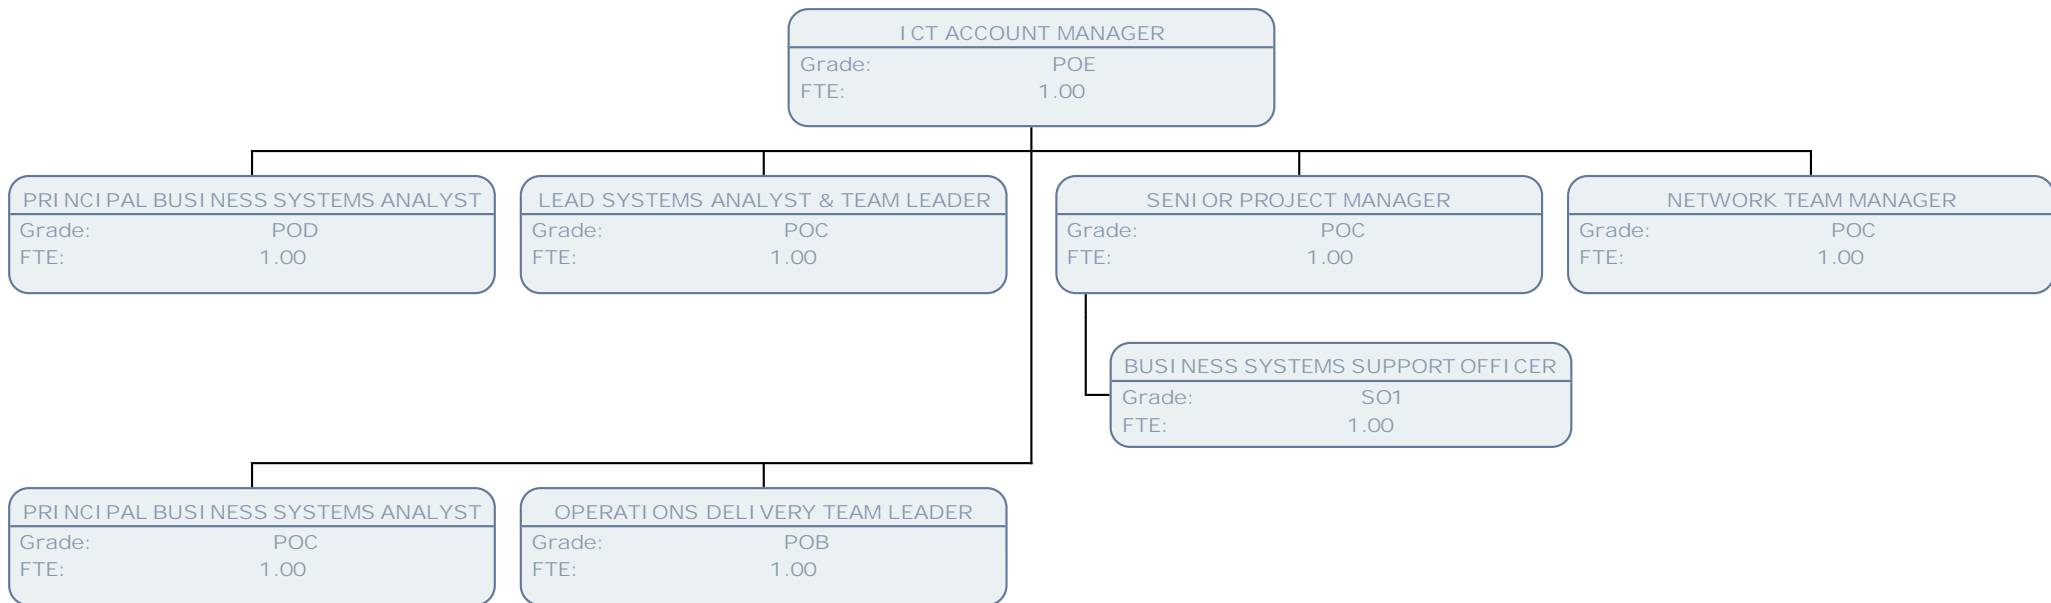 ICT ACCOUNT MANAGER
Grade: POE
FTE: 1.00
PRINCIPAL BUSINESS SYSTEMS ANALYST
Grade: POD
FTE: 1.00
LEAD SYSTEMS ANALYST & TEAM LEADER
Grade: POC
FTE: 1.00
SENIOR PROJECT MANAGER
Grade: POC
FTE: 1.00
NETWORK TEAM MANAGER
Grade: POC
FTE: 1.00
BUSINESS SYSTEMS SUPPORT OFFICER
Grade: SO1
FTE: 1.00
PRINCIPAL BUSINESS SYSTEMS ANALYST
Grade: POC
FTE: 1.00
OPERATIONS DELIVERY TEAM LEADER
Grade: POB
FTE: 1.00